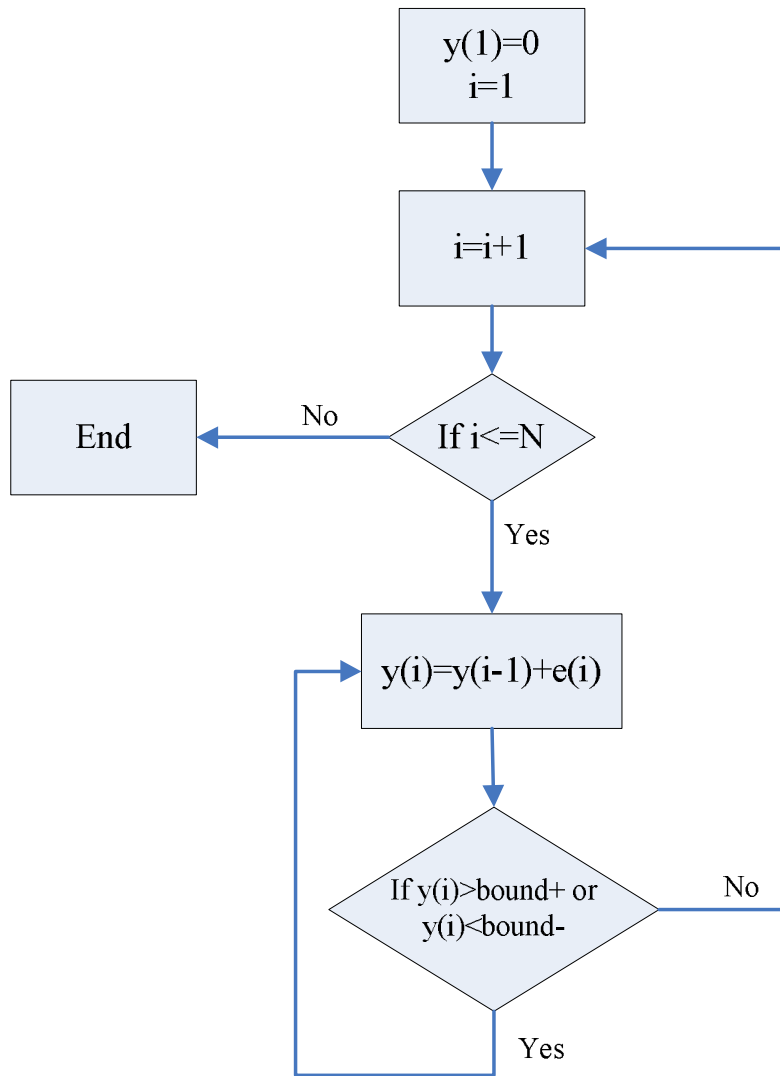 y(1)=0
i=1
i=i+1
No
End
If i<=N
Yes
y(i)=y(i-1)+e(i)
If y(i)>bound+ or
y(i)<bound-
No
Yes